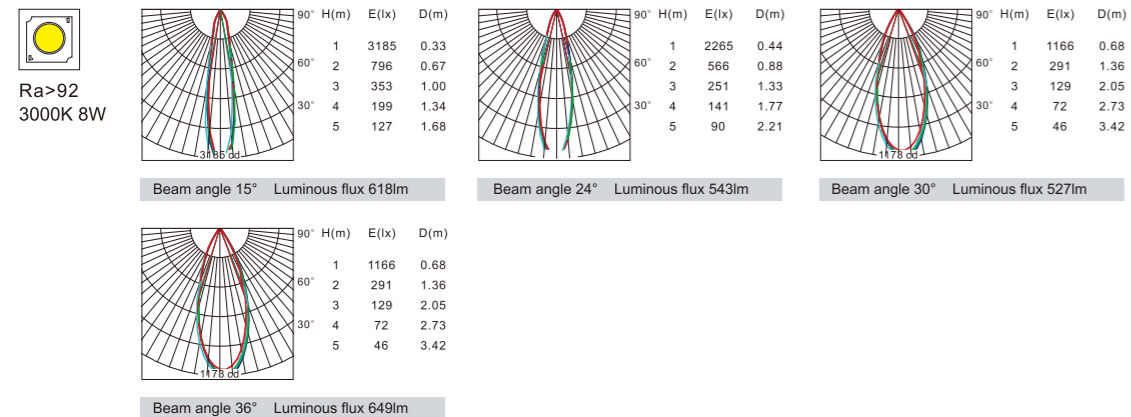 Ra>92
3000K 8W
90° H(m) E(lx) D(m)
1 3185 0.33
60° 2 796 0.67
3 353 1.00
30° 4 199 1.34
5 127 1.68
3185 cd
Beam angle 15° Luminous flux 618lm
90° H(m) E(lx) D(m)
1 2265 0.44
60° 2 566 0.88
3 251 1.33
30° 4 141 1.77
5 90 2.21
Beam angle 24° Luminous flux 543lm
90° H(m) E(lx) D(m)
1 1166 0.68
60° 2 291 1.36
3 129 2.05
30° 4 72 2.73
5 46 3.42
1173 cd
Beam angle 30° Luminous flux 527lm
90° H(m) E(lx) D(m)
1 1166 0.68
60° 2 291 1.36
3 129 2.05
30° 4 72 2.73
5 46 3.42
1173 cd
Beam angle 36° Luminous flux 649lm